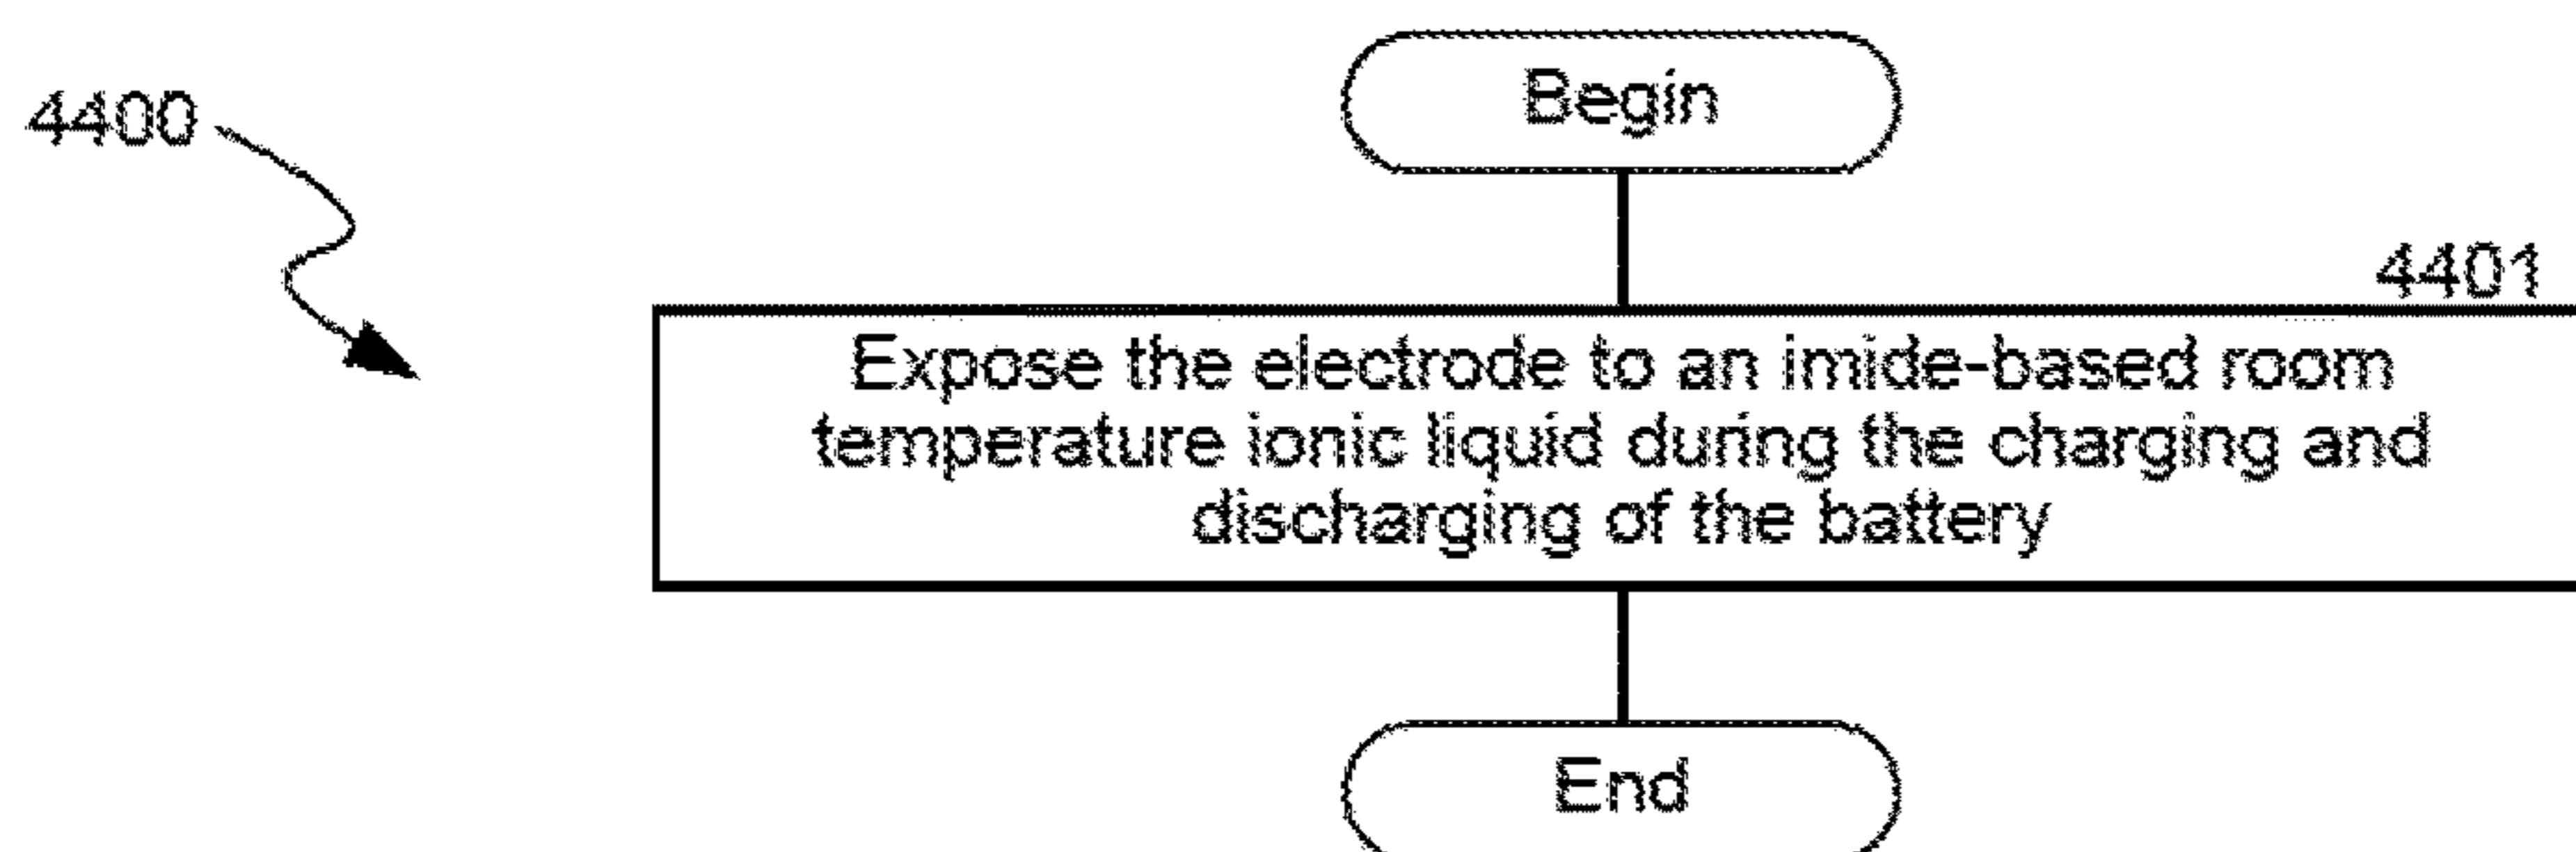 4400
Begin
4401
Expose the electrode to an imide-based room
temperature ionic liquid during the charging and
discharging of the battery
End